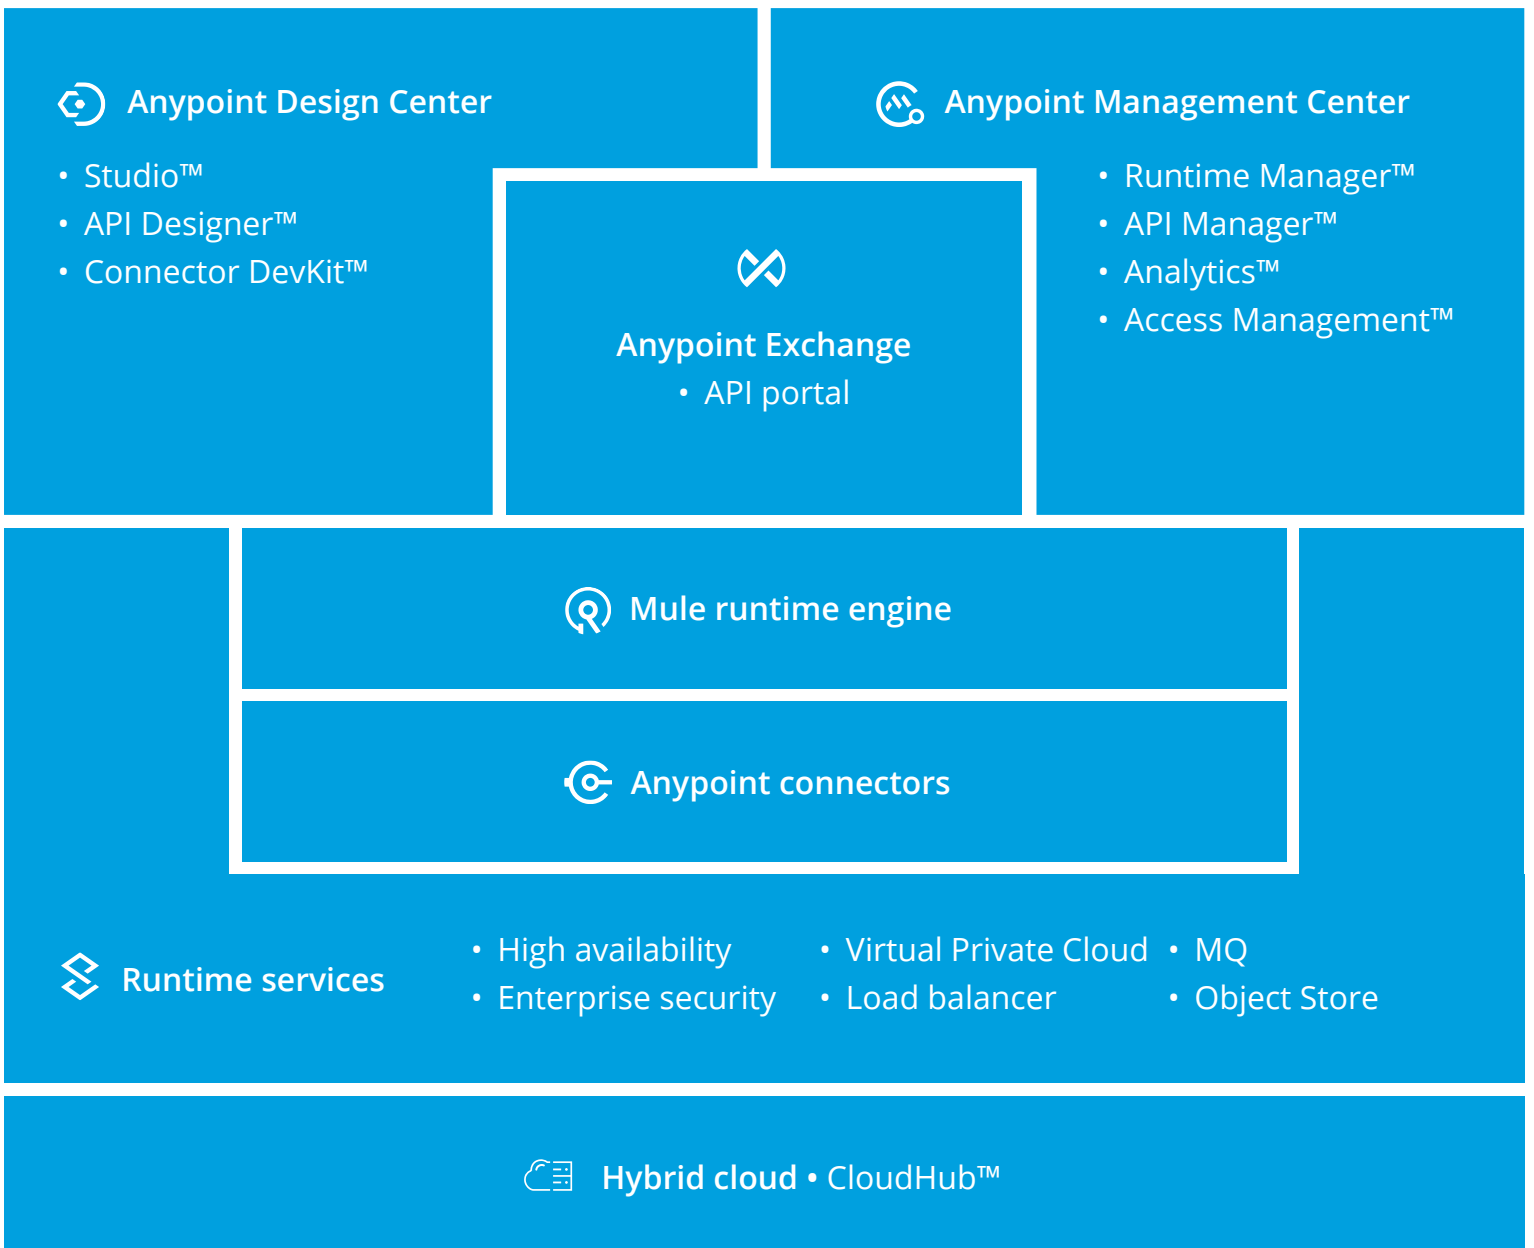 Anypoint Design Center
• Studio™
• API Designer™
• Connector DevKit™
Anypoint Management Center
• Runtime Manager™
• API Manager™
• Analytics™
• Access Management™
Anypoint Exchange
• API portal
Mule runtime engine
Anypoint connectors
Runtime services
• High availability
• Enterprise security
• Virtual Private Cloud
• Load balancer
• MQ
• Object Store
Hybrid cloud • CloudHub™